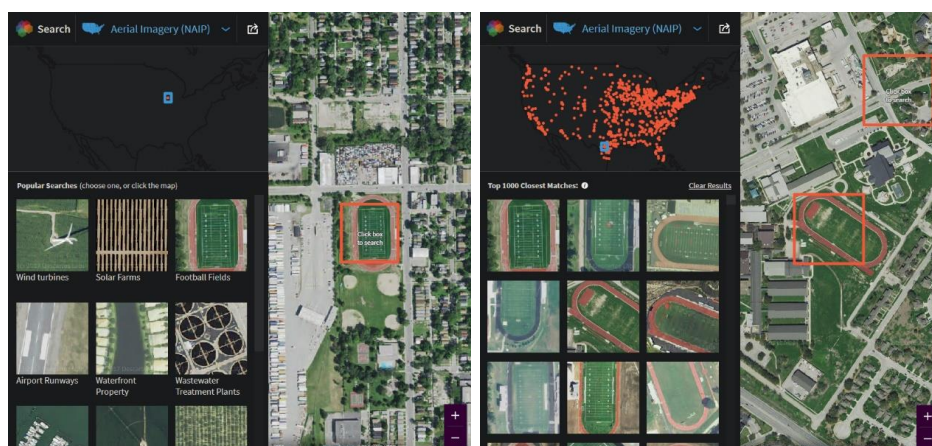 Search
Aerial Imagery (NAIP)
Popular Searches (choose one, or click the map)
Click box
to search
Wind turbines
Solar Farms
Football Fields
Airport Runways
Waterfront
Property
Wastewater
Treatment Plants
+
−
Search
Aerial Imagery (NAIP)
Click box
to search
Top 1000 Closest Matches:
Clear Results
+
−